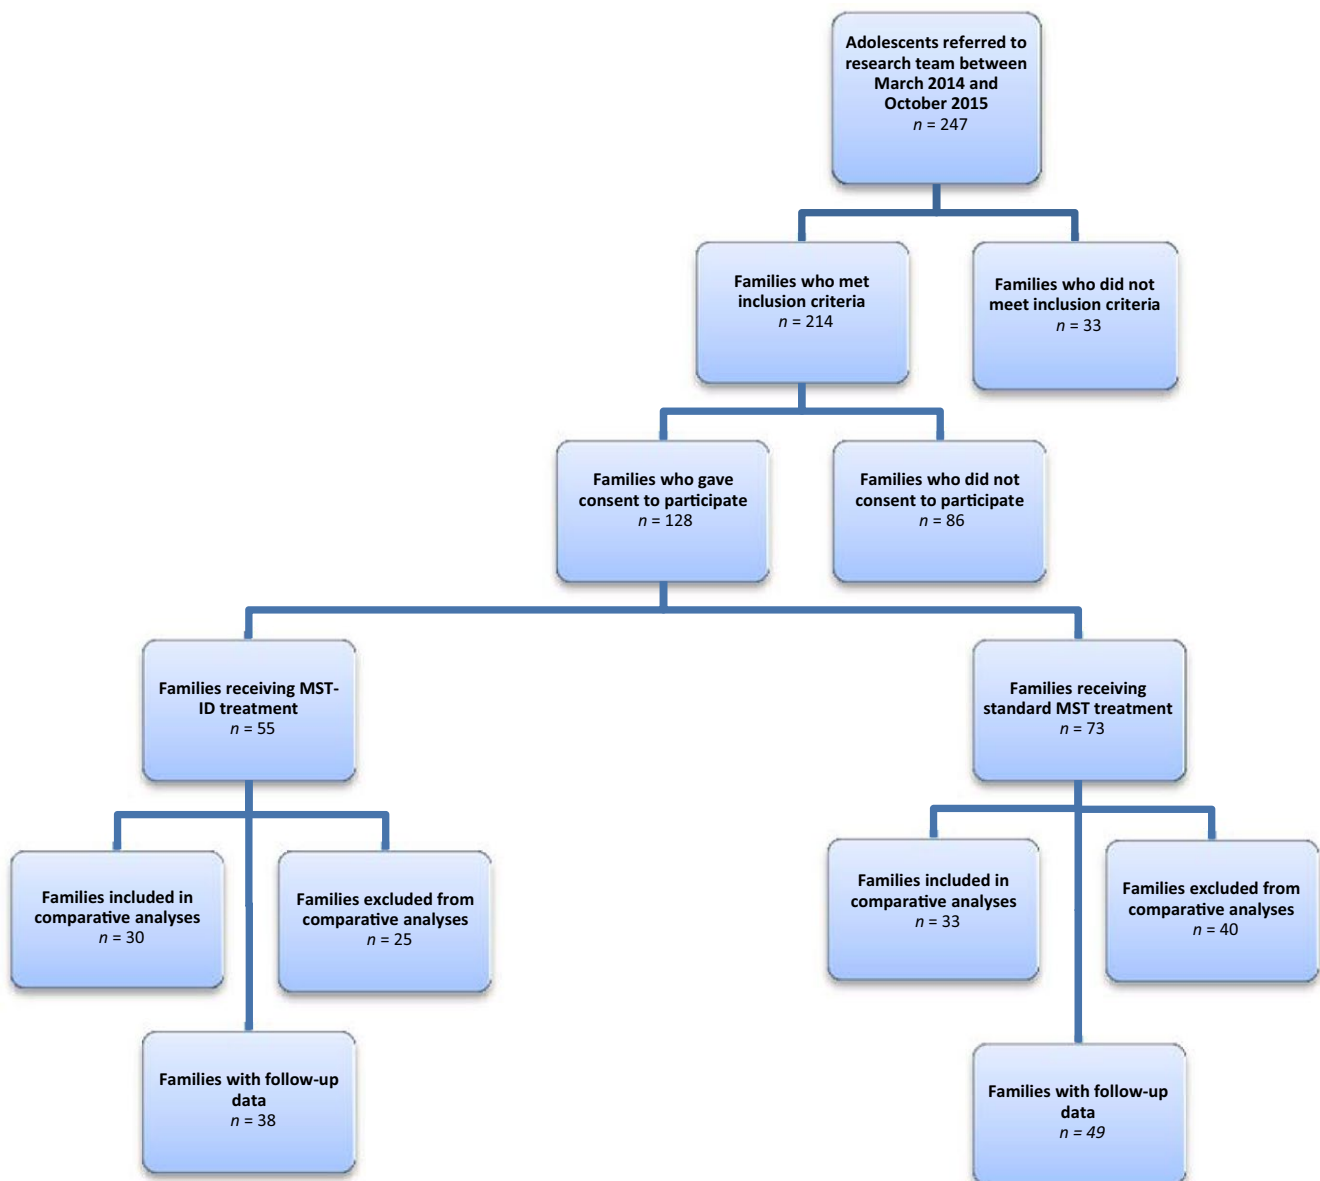 Adolescents referred to
research team between
March 2014 and
October 2015
n = 247
Families who met
inclusion criteria
n = 214
Families who did not
meet inclusion criteria
n = 33
Families who gave
consent to participate
n = 128
Families who did not
consent to participate
n = 86
Families receiving MST-
ID treatment
n = 55
Families receiving
standard MST treatment
n = 73
Families included in
comparative analyses
n = 30
Families excluded from
comparative analyses
n = 25
Families included in
comparative analyses
n = 33
Families excluded from
comparative analyses
n = 40
Families with follow-up
data
n = 38
Families with follow-up
data
n = 49